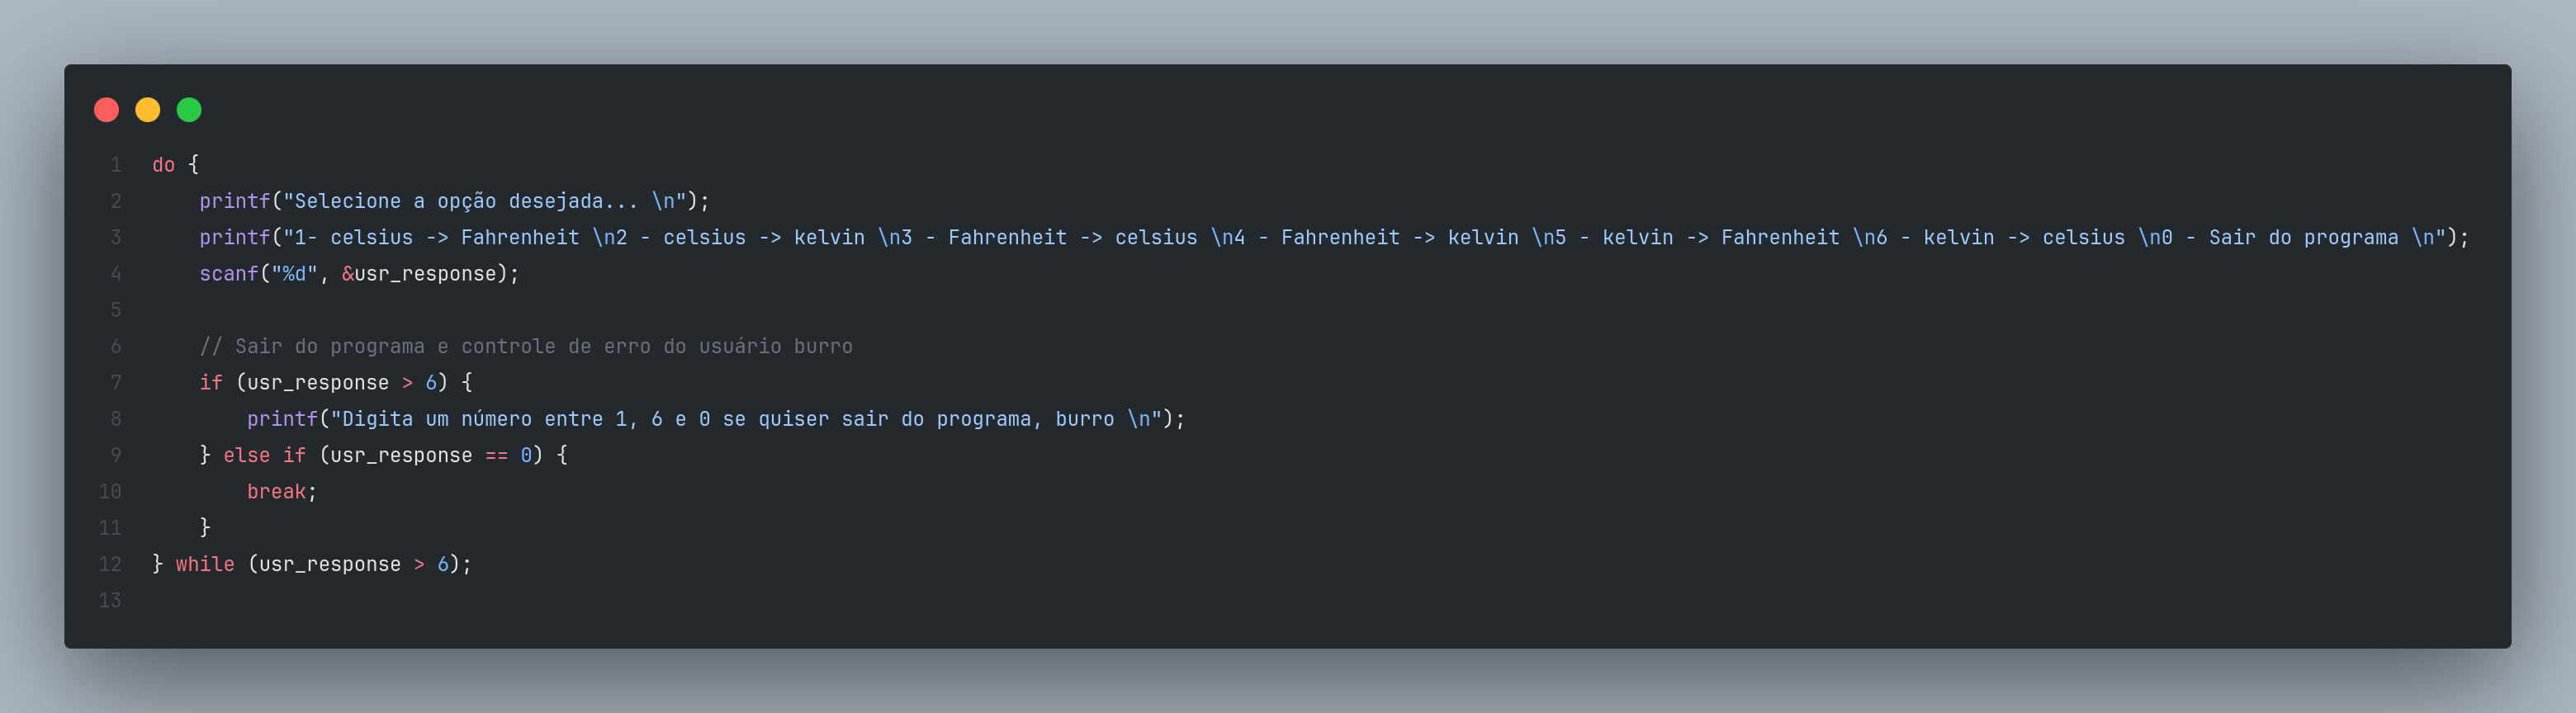 1 do {
2 printf("Selecione a opção desejada... \n");
3 printf("1- celsius -> Fahrenheit \n2 - celsius -> kelvin \n3 - Fahrenheit -> celsius \n4 - Fahrenheit -> kelvin \n5 - kelvin -> Fahrenheit \n6 - kelvin -> celsius \n0 - Sair do programa \n");
4 scanf("%d", &usr_response);
5
6 // Sair do programa e controle de erro do usuário burro
7 if (usr_response > 6) {
8 printf("Digita um número entre 1, 6 e 0 se quiser sair do programa, burro \n");
9 } else if (usr_response == 0) {
10 break;
11 }
12 } while (usr_response > 6);
13